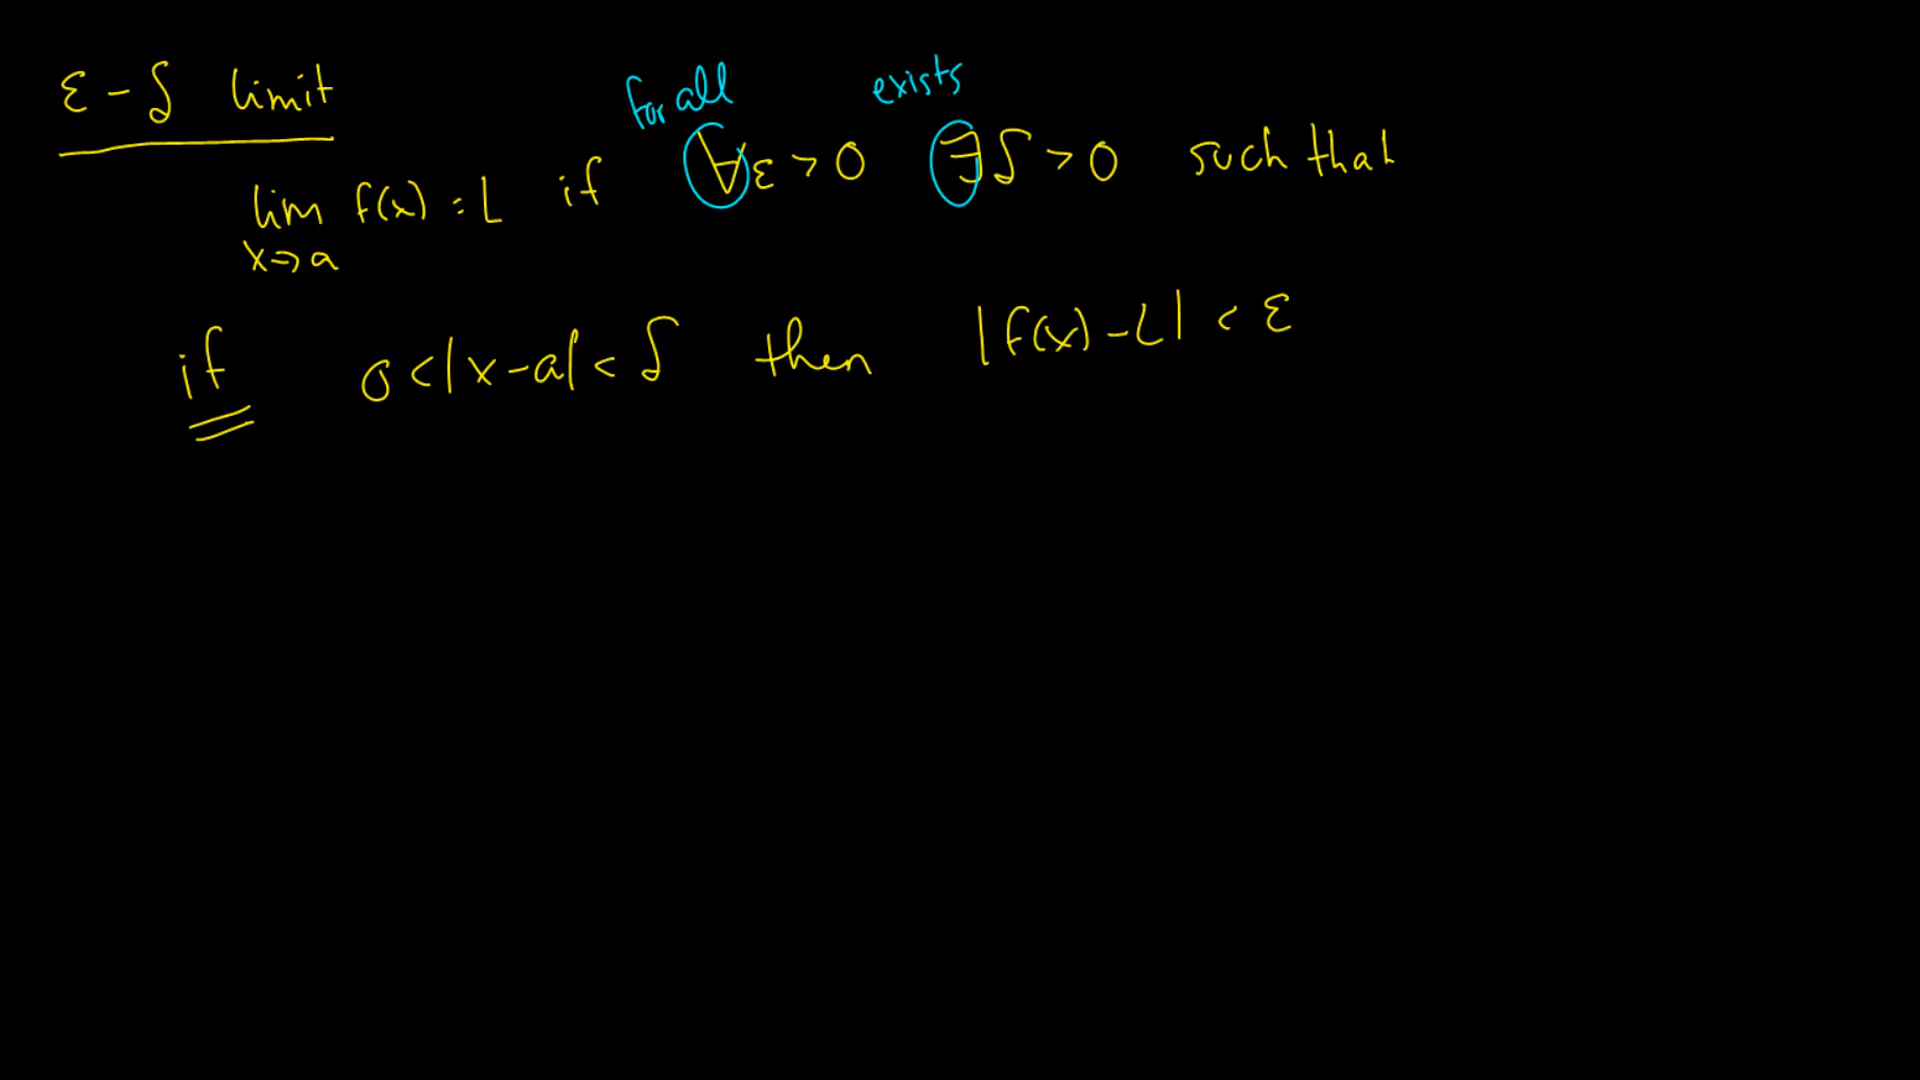 ε - δ limit
for all exists
lim f(x) = L if ∀ε > 0 ∃δ > 0 such that
x→a
if 0 < |x - a| < δ then |f(x) - L| < ε